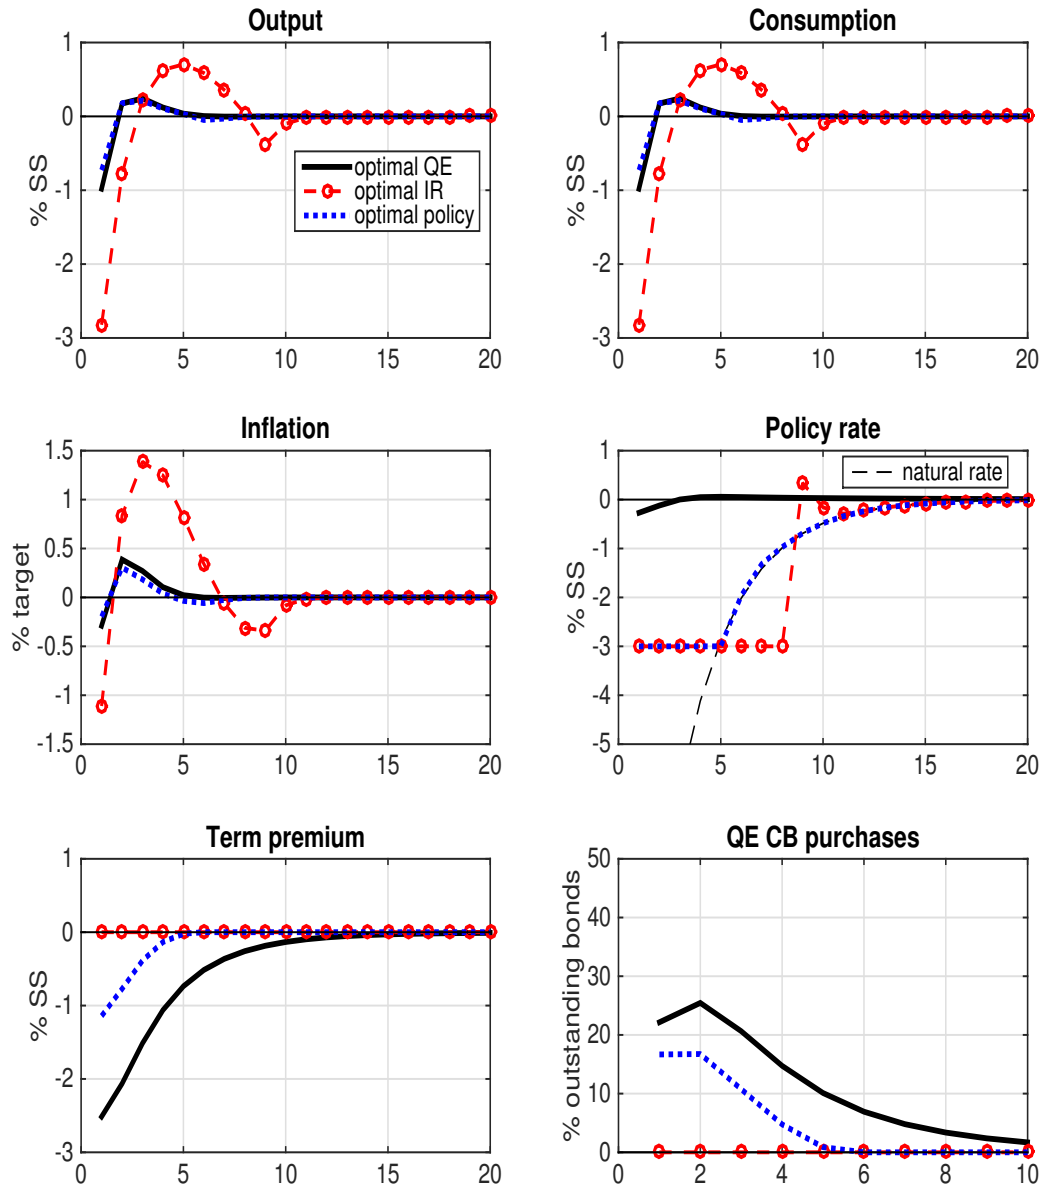 Output
Consumption
1
0
-1
-2
-3
% SS
optimal QE
optimal IR
optimal policy
0 5 10 15 20
1
0
-1
-2
-3
% SS
0 5 10 15 20
Inflation
Policy rate
1.5
1
0.5
0
-0.5
-1
-1.5
% target
0 5 10 15 20
natural rate
1
0
-1
-2
-3
-4
-5
% SS
0 5 10 15 20
Term premium
QE CB purchases
1
0
-1
-2
-3
% SS
0 5 10 15 20
50
40
30
20
10
0
% outstanding bonds
0 2 4 6 8 10